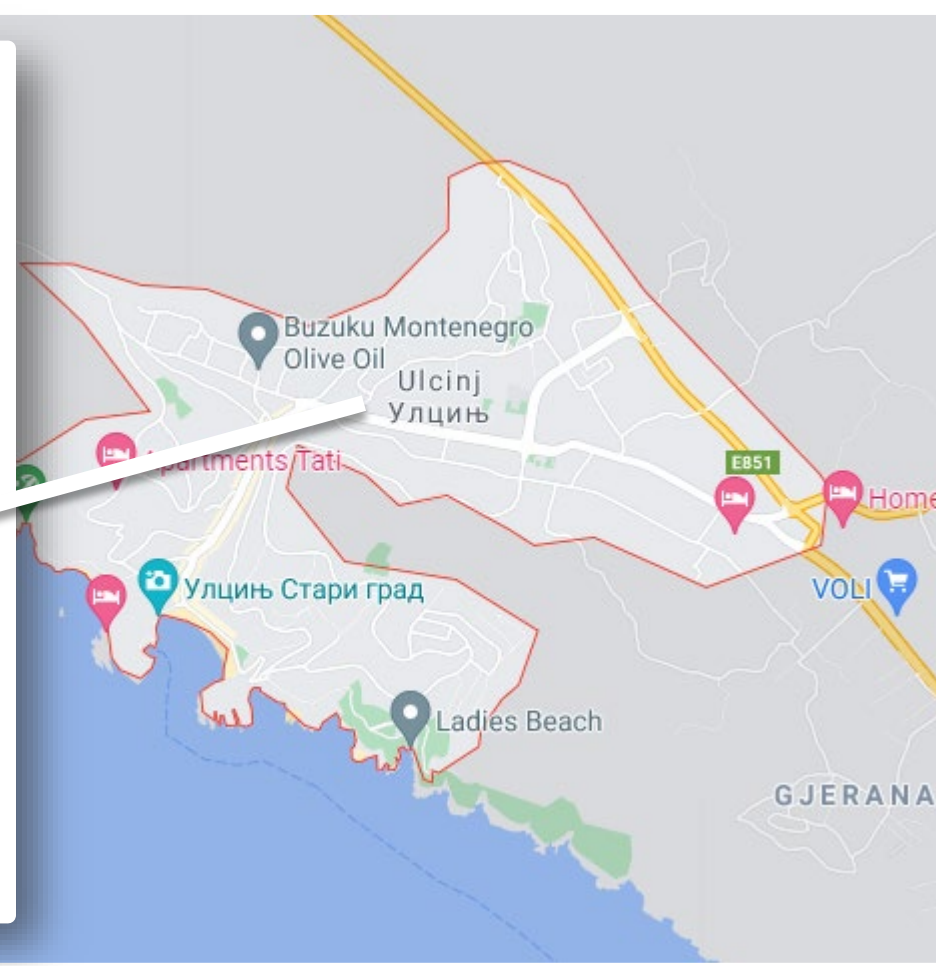 Buzuku Montenegro
Olive Oil
Ulcinj
Улцињ
Apartments Tati
E851
Home
VOLI
Улцињ Стари град
Ladies Beach
GJERANA